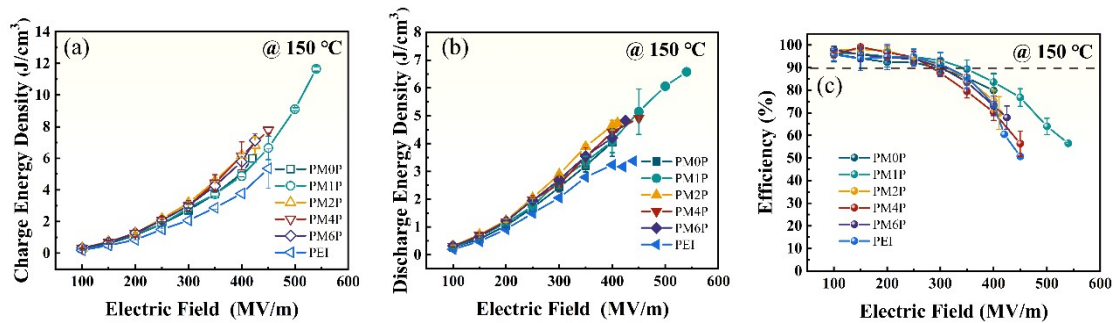 (a)
@ 150 °C
Charge Energy Density (J/cm³)
14
12
10
8
6
4
2
0
PM0P
PM1P
PM2P
PM4P
PM6P
PEI
100 200 300 400 500 600
Electric Field (MV/m)
(b)
@ 150 °C
Discharge Energy Density (J/cm³)
8
7
6
5
4
3
2
1
0
PM0P
PM1P
PM2P
PM4P
PM6P
PEI
100 200 300 400 500 600
Electric Field (MV/m)
@ 150 °C
(c)
Efficiency (%)
100
90
80
70
60
50
40
30
20
10
0
PM0P
PM1P
PM2P
PM4P
PM6P
PEI
100 200 300 400 500 600
Electric Field (MV/m)